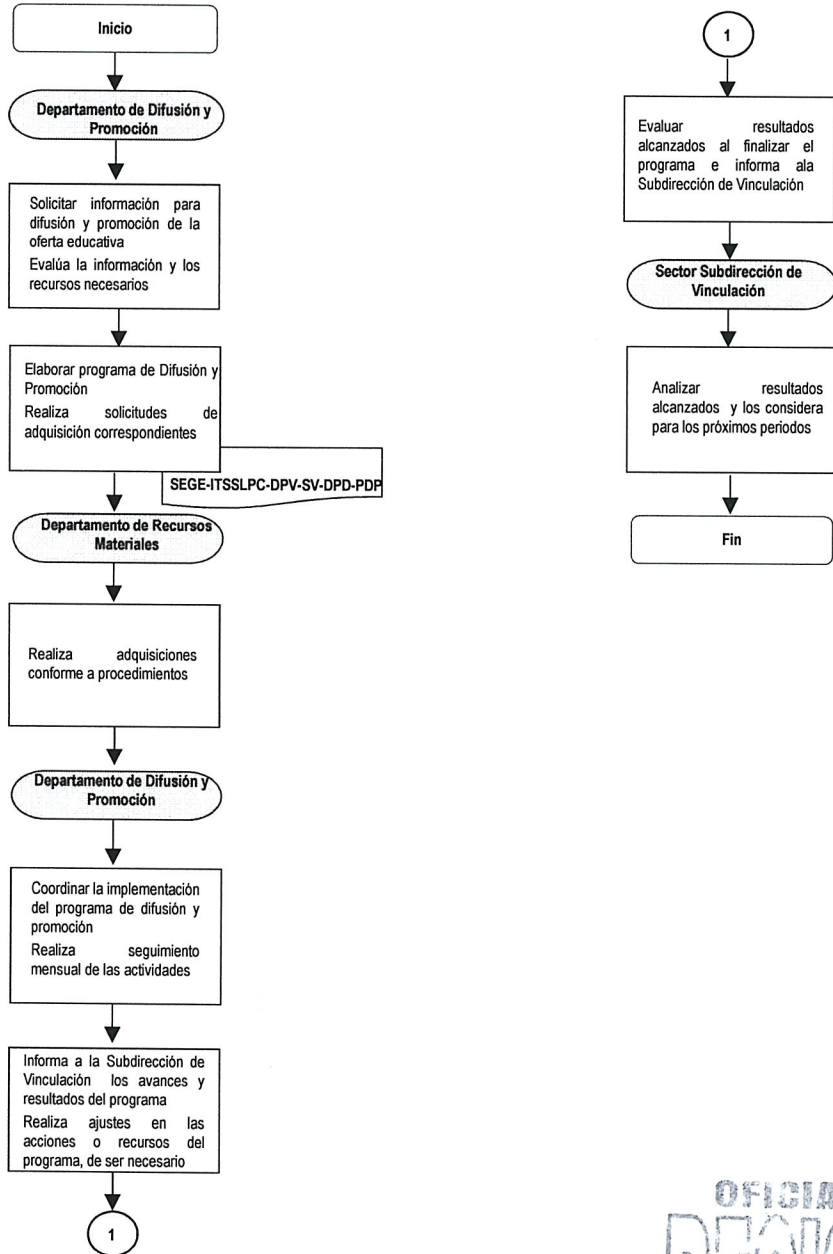 Inicio
Departamento de Difusión y
Promoción
Solicitar información para
difusión y promoción de la
oferta educativa
Evalúa la información y los
recursos necesarios
Elaborar programa de Difusión y
Promoción
Realiza solicitudes de
adquisición correspondientes
SEGE-ITSSLPC-DPV-SV-DPD-PDP
Departamento de Recursos
Materiales
Realiza adquisiciones
conforme a procedimientos
Departamento de Difusión y
Promoción
Coordinar la implementación
del programa de difusión y
promoción
Realiza seguimiento
mensual de las actividades
Informa a la Subdirección de
Vinculación los avances y
resultados del programa
Realiza ajustes en las
acciones o recursos del
programa, de ser necesario
1
1
Evaluar resultados
alcanzados al finalizar el
programa e informa ala
Subdirección de Vinculación
Sector Subdirección de
Vinculación
Analizar resultados
alcanzados y los considera
para los próximos periodos
Fin